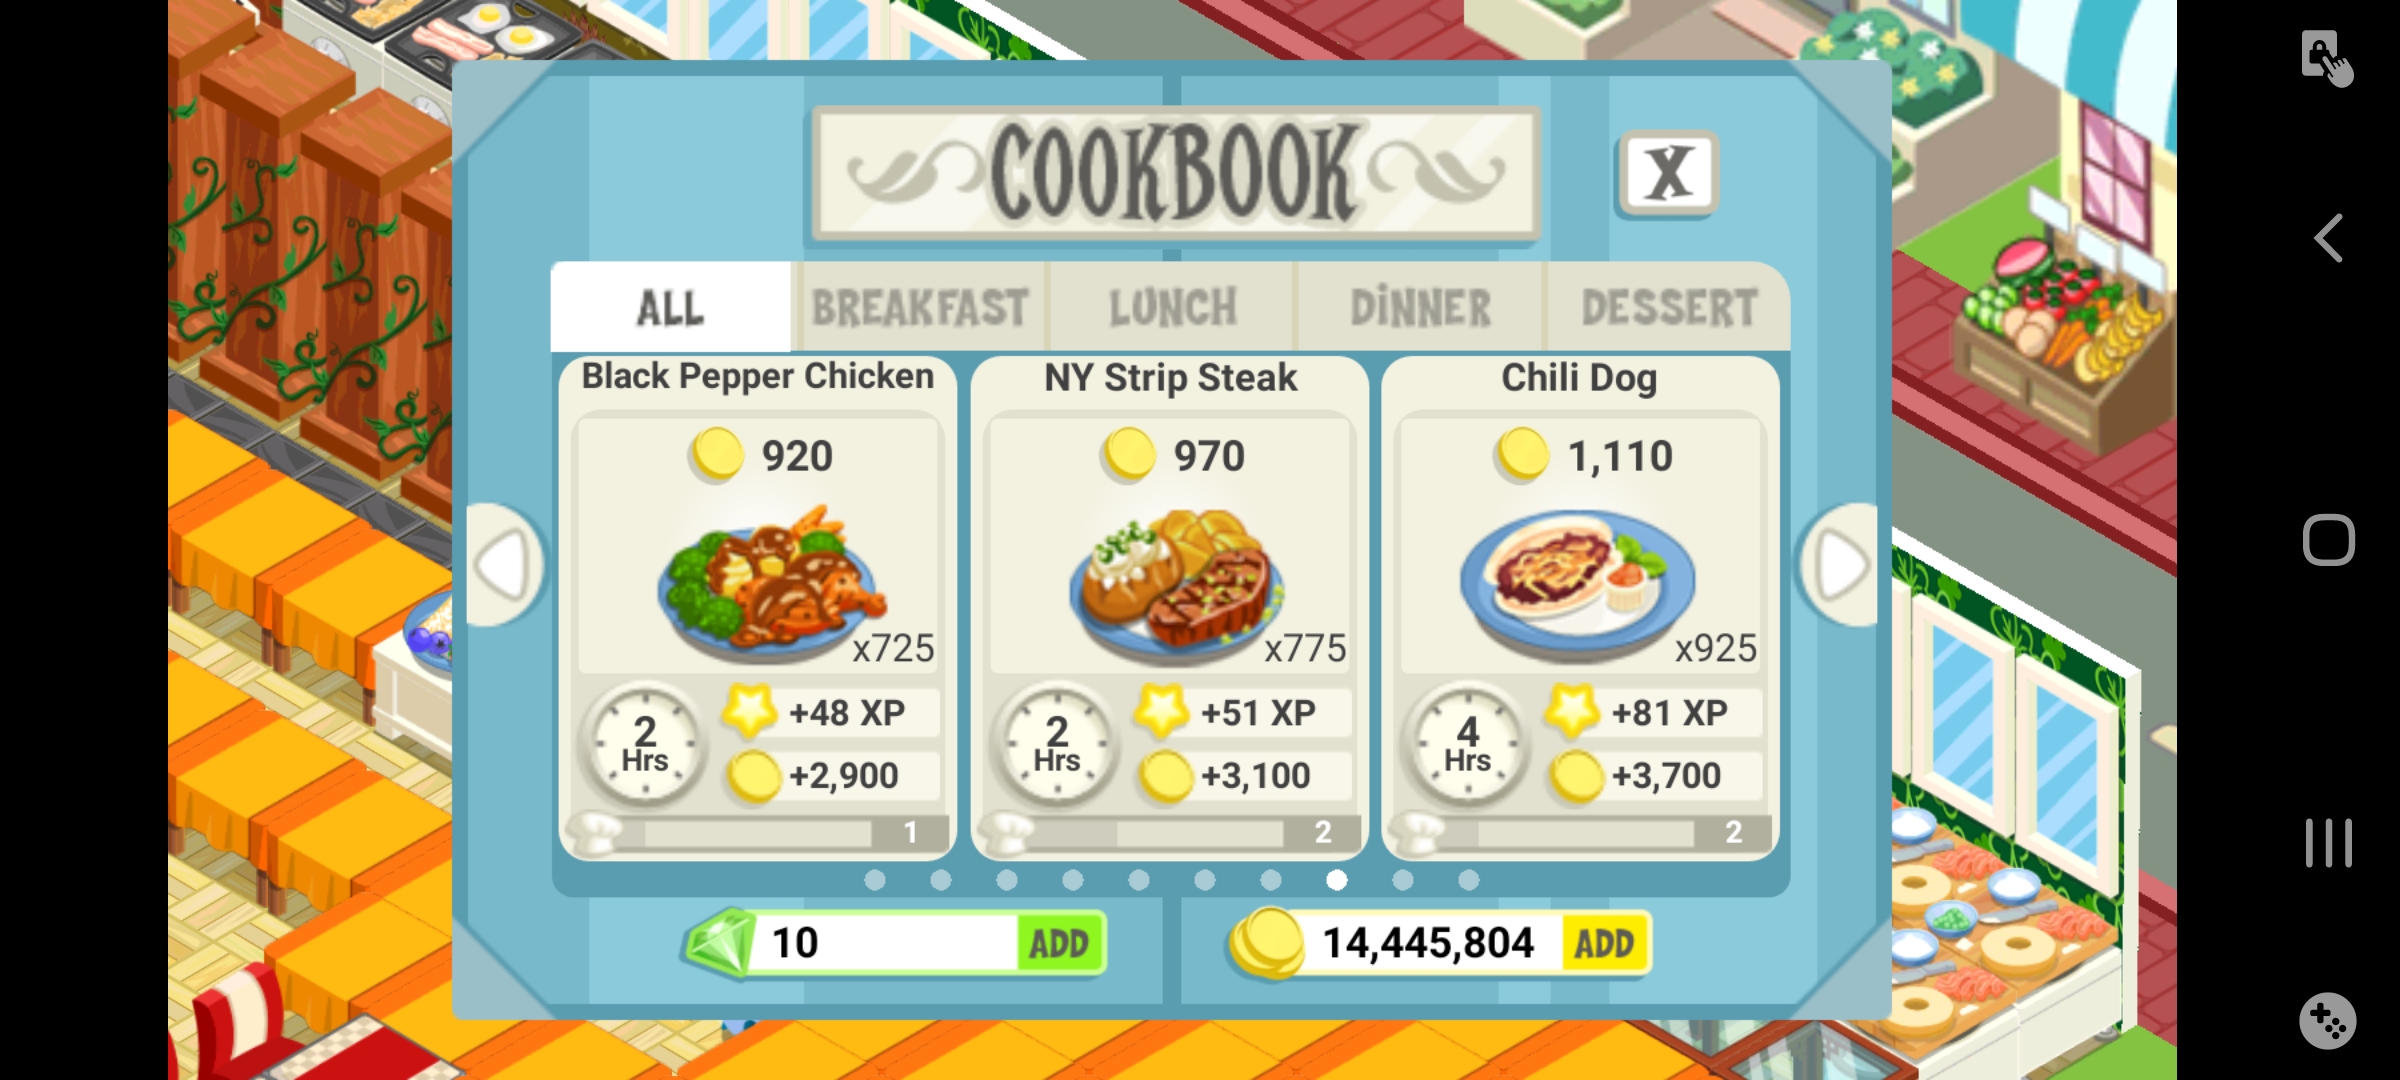 COOKBOOK
X
ALL
BREAKFAST
LUNCH
DINNER
DESSERT
Black Pepper Chicken
920
x725
2
Hrs
+48 XP
+2,900
1
NY Strip Steak
970
x775
2
Hrs
+51 XP
+3,100
2
Chili Dog
1,110
x925
4
Hrs
+81 XP
+3,700
2
10
ADD
14,445,804
ADD